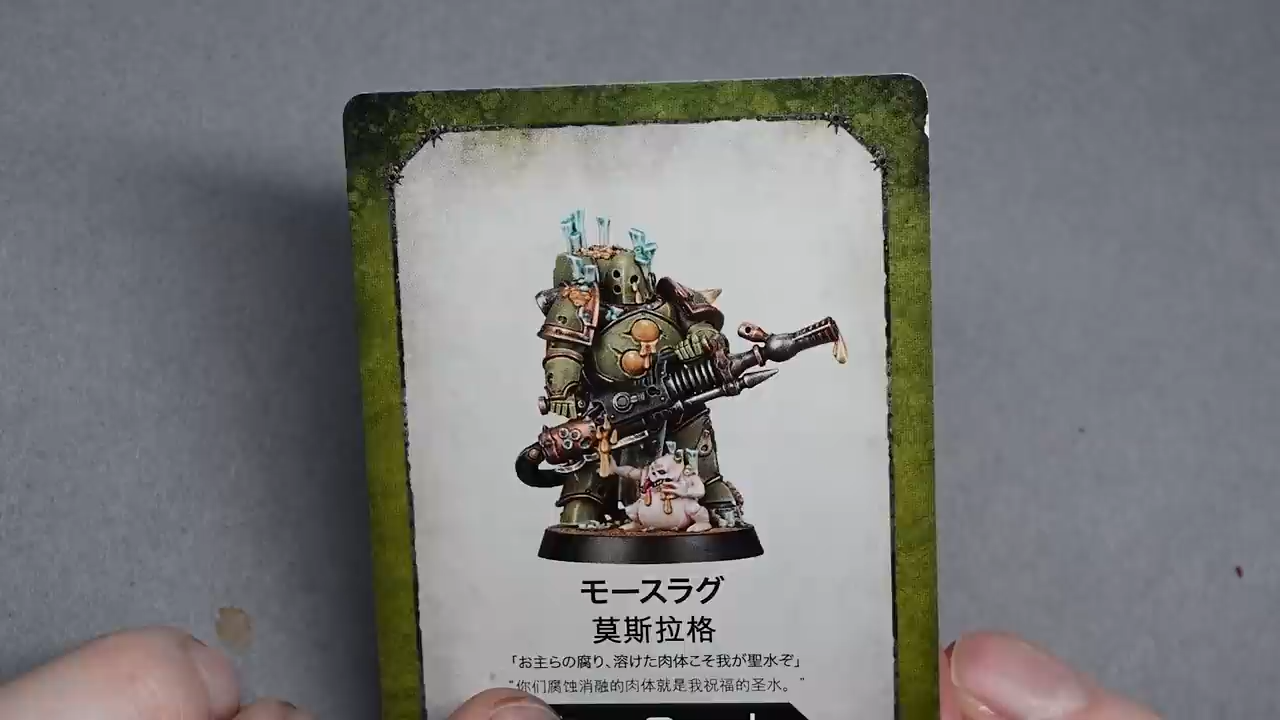 モースラグ
莫斯拉格
「お主らの腐り、溶けた肉体こそ我が聖水ぞ」
“你们腐蚀消融的肉体就是我祝福的圣水。”